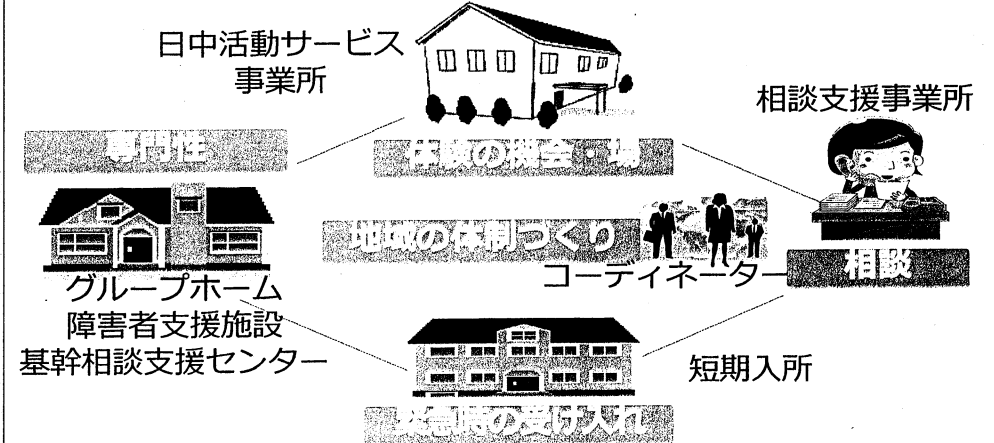 日中活動サービス
事業所
相談支援事業所
専門性
体験の機会・場
地域の体制づくり
コーディネーター
相談
グループホーム
障害者支援施設
基幹相談支援センター
短期入所
緊急時の受け入れ